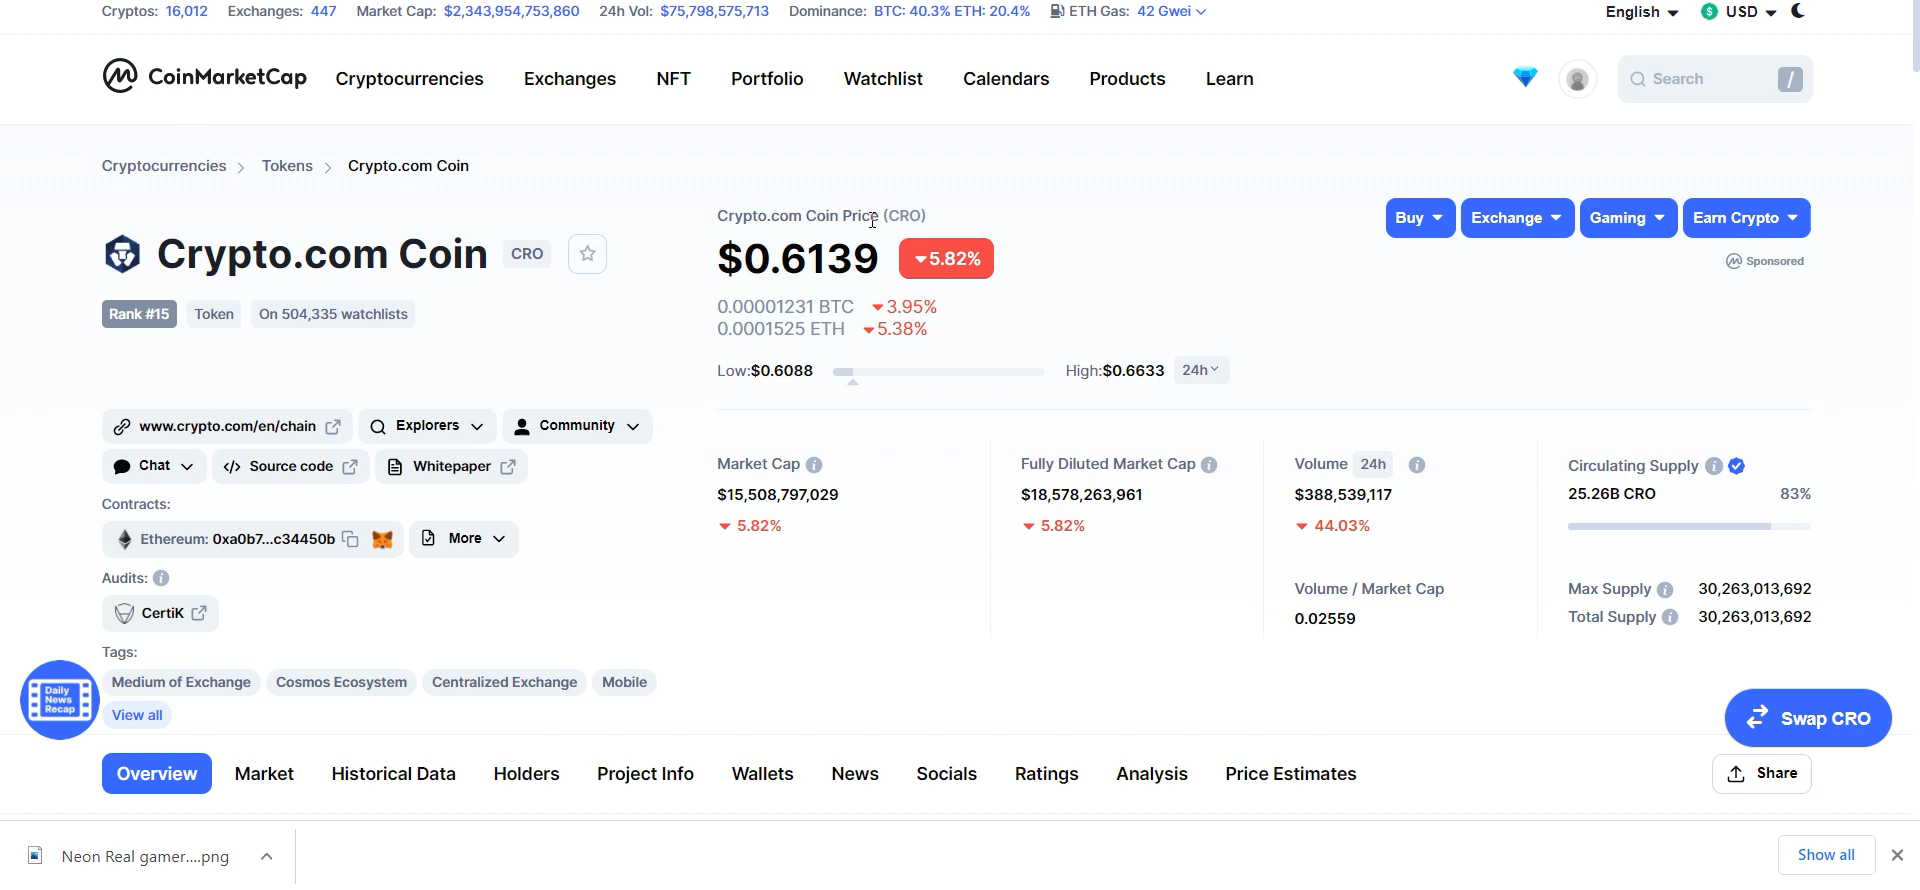 Cryptos: 16,012 Exchanges: 447 Market Cap: $2,343,954,753,860 24h Vol: $75,798,575,713 Dominance: BTC: 40.3% ETH: 20.4% ETH Gas: 42 Gwei English USD
CoinMarketCap Cryptocurrencies Exchanges NFT Portfolio Watchlist Calendars Products Learn Search /
Cryptocurrencies > Tokens > Crypto.com Coin
Crypto.com Coin CRO
Rank #15 Token On 504,335 watchlists
www.crypto.com/en/chain Explorers Community
Chat Source code Whitepaper
Contracts:
Ethereum: 0xa0b7...c34450b More
Audits:
CertiK
Tags:
Medium of Exchange Cosmos Ecosystem Centralized Exchange Mobile
View all
Daily
News
Recap
Crypto.com Coin Price (CRO)
$0.6139 5.82%
0.00001231 BTC 3.95%
0.0001525 ETH 5.38%
Low:$0.6088 High:$0.6633 24h
Buy Exchange Gaming Earn Crypto
Sponsored
Market Cap
$15,508,797,029
5.82%
Fully Diluted Market Cap
$18,578,263,961
5.82%
Volume 24h
$388,539,117
44.03%
Volume / Market Cap
0.02559
Circulating Supply
25.26B CRO 83%
Max Supply 30,263,013,692
Total Supply 30,263,013,692
Swap CRO
Overview Market Historical Data Holders Project Info Wallets News Socials Ratings Analysis Price Estimates Share
Neon Real gamer....png Show all